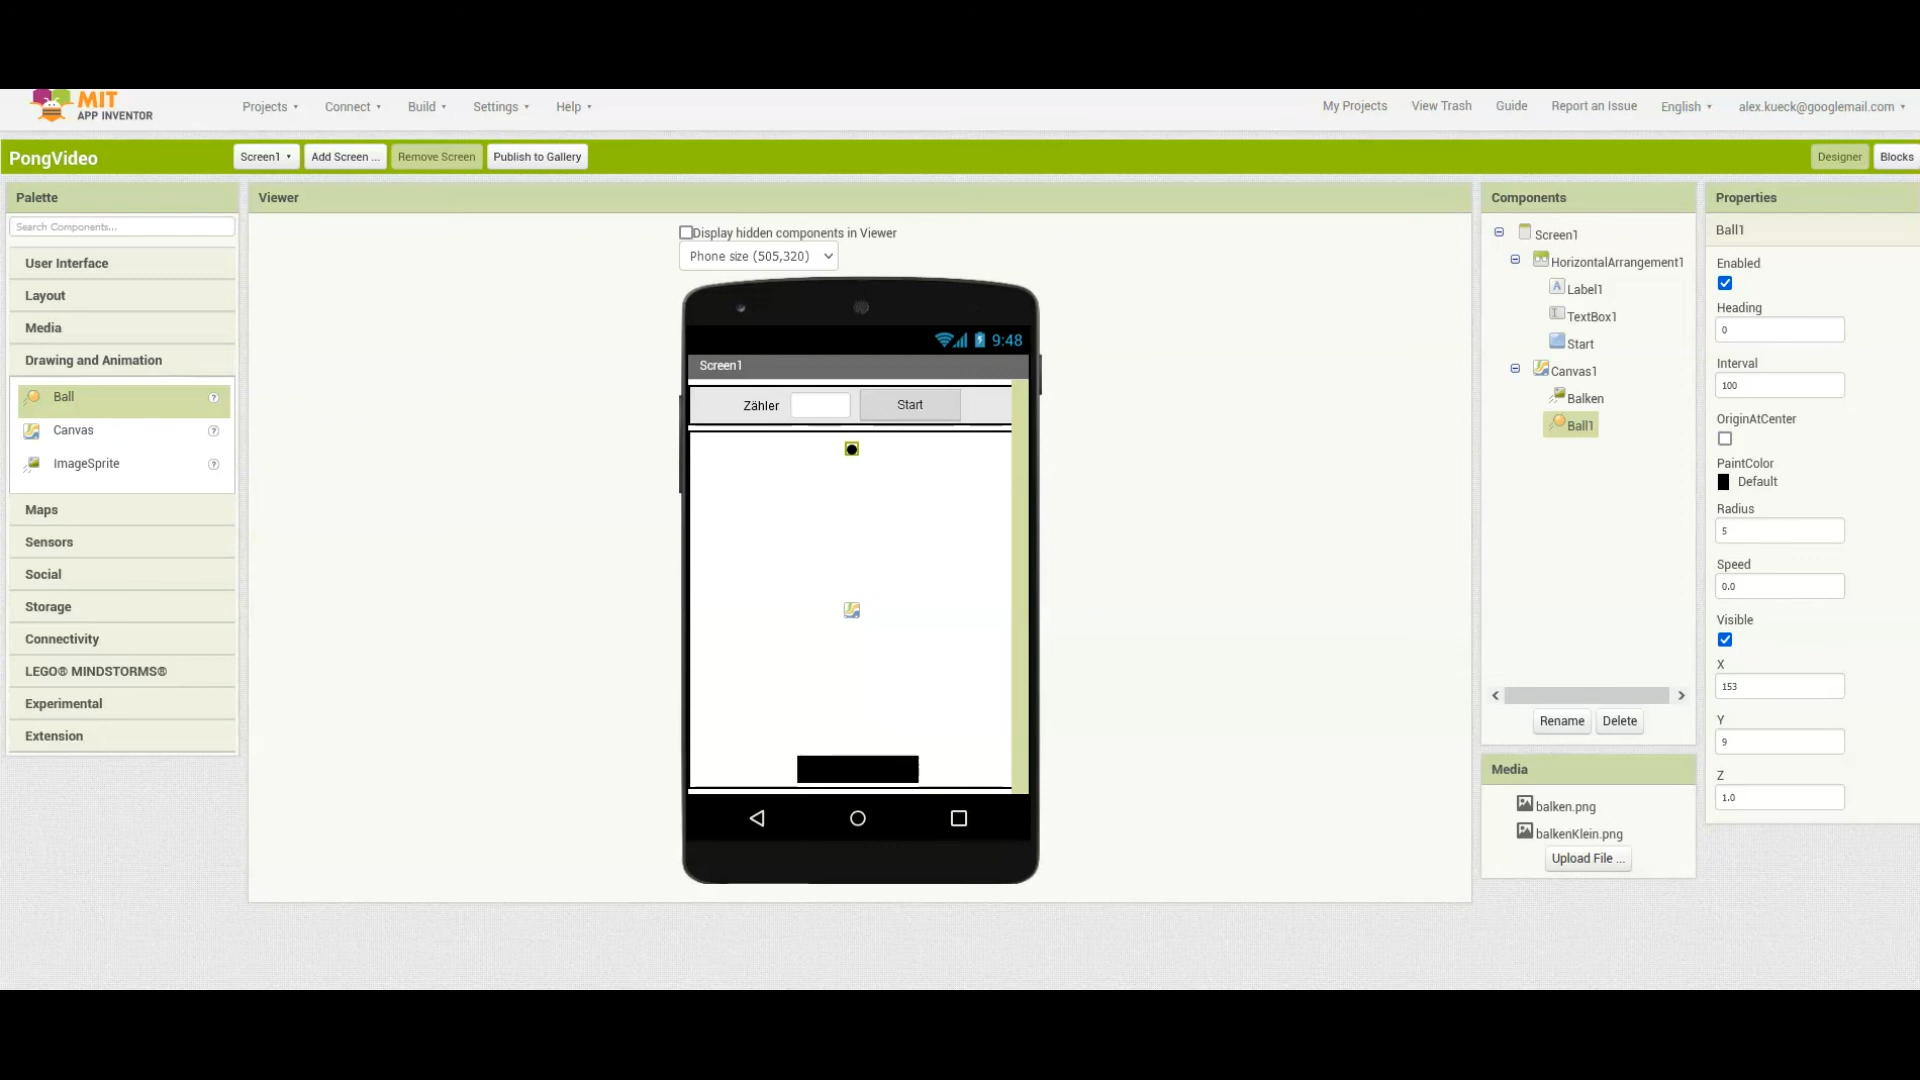 MIT
APP INVENTOR
Projects
Connect
Build
Settings
Help
My Projects
View Trash
Guide
Report an Issue
English
alex.kueck@googlemail.com
PongVideo
Screen1
Add Screen ...
Remove Screen
Publish to Gallery
Designer
Blocks
Palette
Search Components...
User Interface
Layout
Media
Drawing and Animation
Ball
?
Canvas
?
ImageSprite
?
Maps
Sensors
Social
Storage
Connectivity
LEGO® MINDSTORMS®
Experimental
Extension
Viewer
Display hidden components in Viewer
Phone size (505,320)
9:48
Screen1
Zähler
Start
Components
Screen1
HorizontalArrangement1
A Label1
TextBox1
Start
Canvas1
Balken
Ball1
Rename
Delete
Media
balken.png
balkenKlein.png
Upload File ...
Properties
Ball1
Enabled
Heading
0
Interval
100
OriginAtCenter
PaintColor
Default
Radius
5
Speed
0.0
Visible
X
153
Y
9
Z
1.0